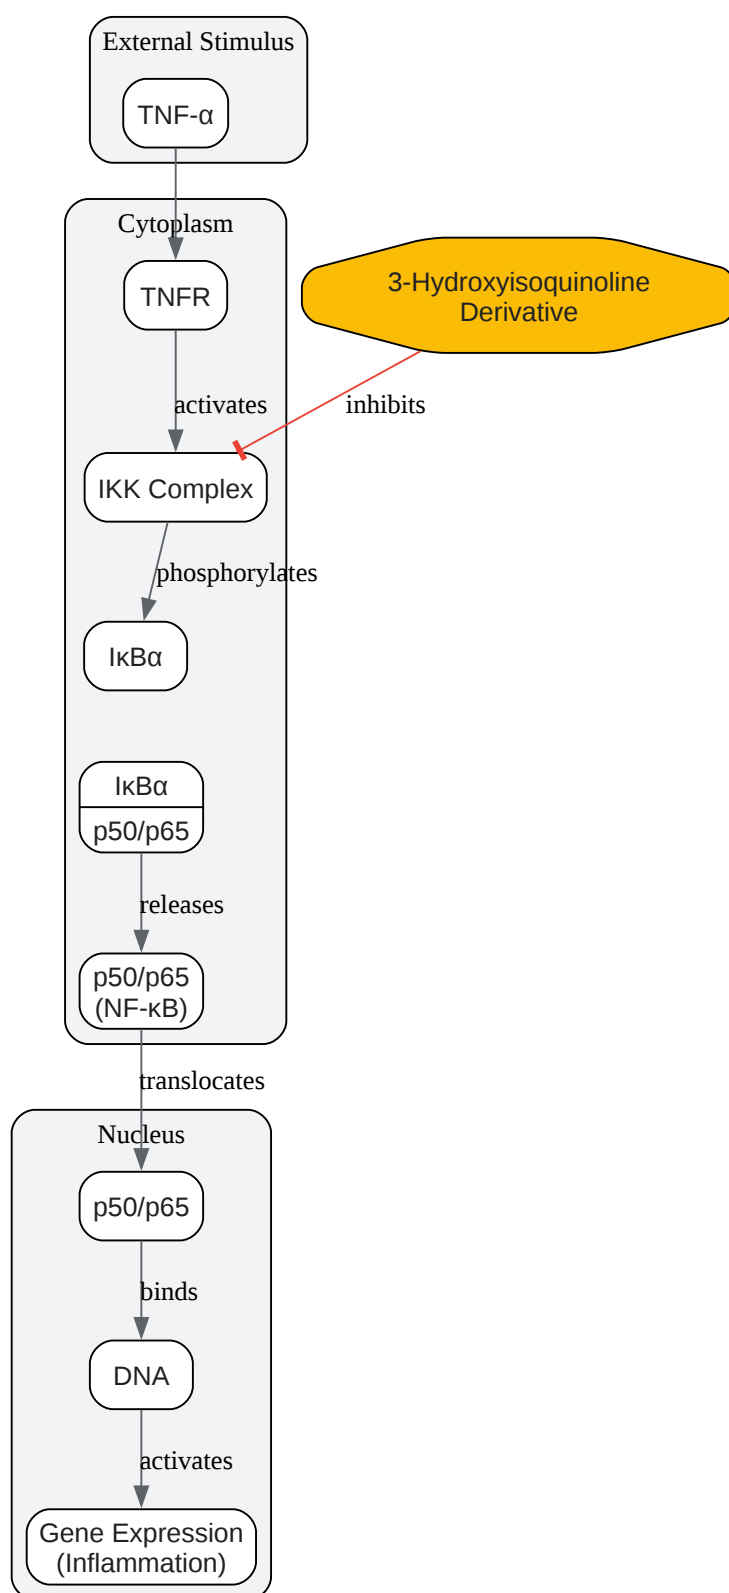 External Stimulus
TNF-α
Cytoplasm
TNFR
3-Hydroxyisoquinoline
Derivative
activates
inhibits
IKK Complex
phosphorylates
IκBα
IκBα
p50/p65
releases
p50/p65
(NF-κB)
translocates
Nucleus
p50/p65
binds
DNA
activates
Gene Expression
(Inflammation)